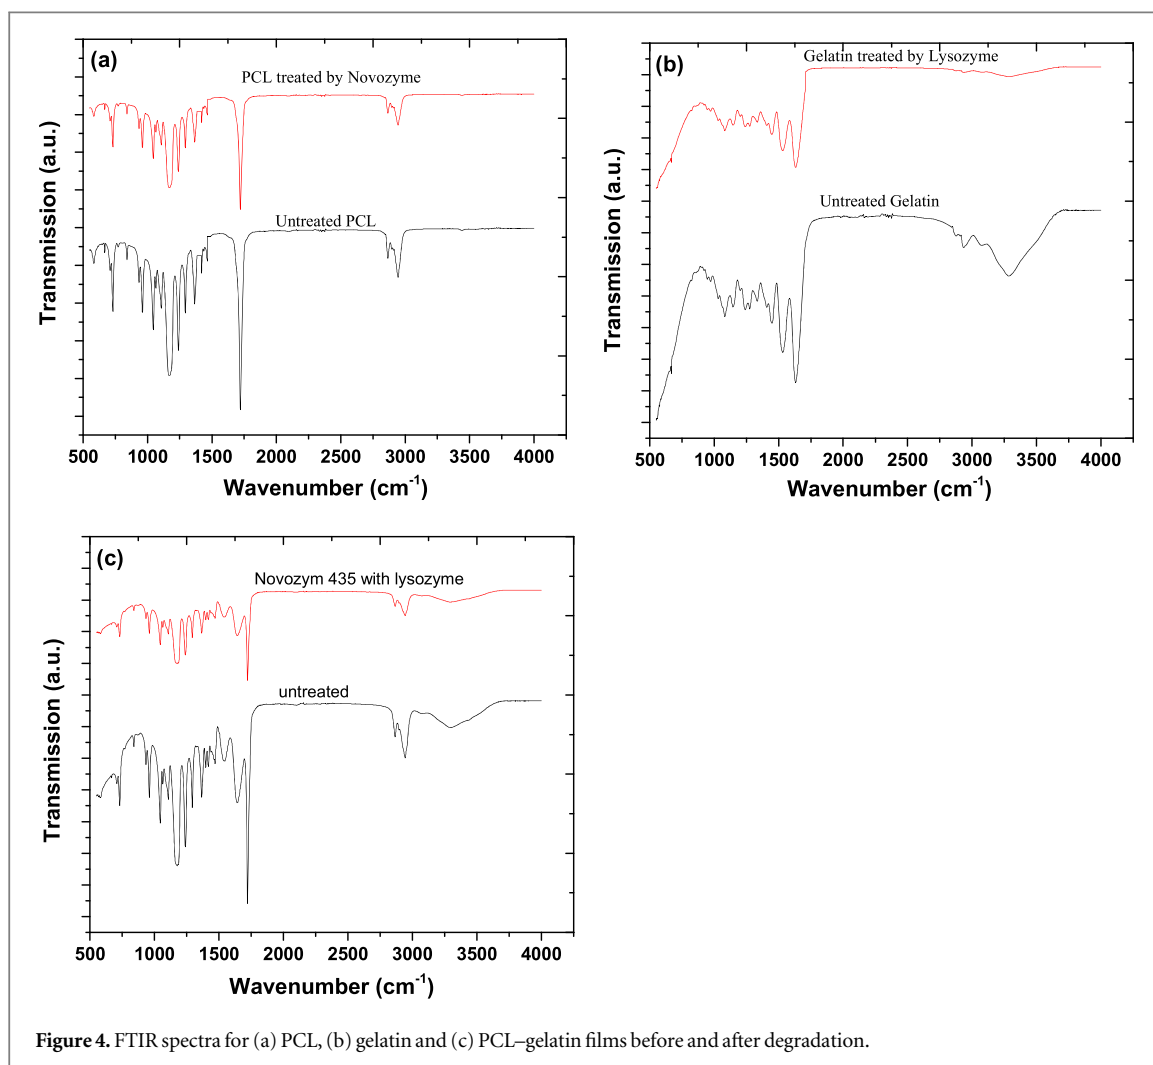 (a)
PCL treated by Novozyme
Untreated PCL
Transmission (a.u.)
500 1000 1500 2000 2500 3000 3500 4000
Wavenumber (cm-1)
(b)
Gelatin treated by Lysozyme
Untreated Gelatin
Transmission (a.u.)
500 1000 1500 2000 2500 3000 3500 4000
Wavenumber (cm-1)
(c)
Novozym 435 with lysozyme
untreated
Transmission (a.u.)
500 1000 1500 2000 2500 3000 3500 4000
Wavenumber (cm-1)
Figure 4. FTIR spectra for (a) PCL, (b) gelatin and (c) PCL–gelatin films before and after degradation.